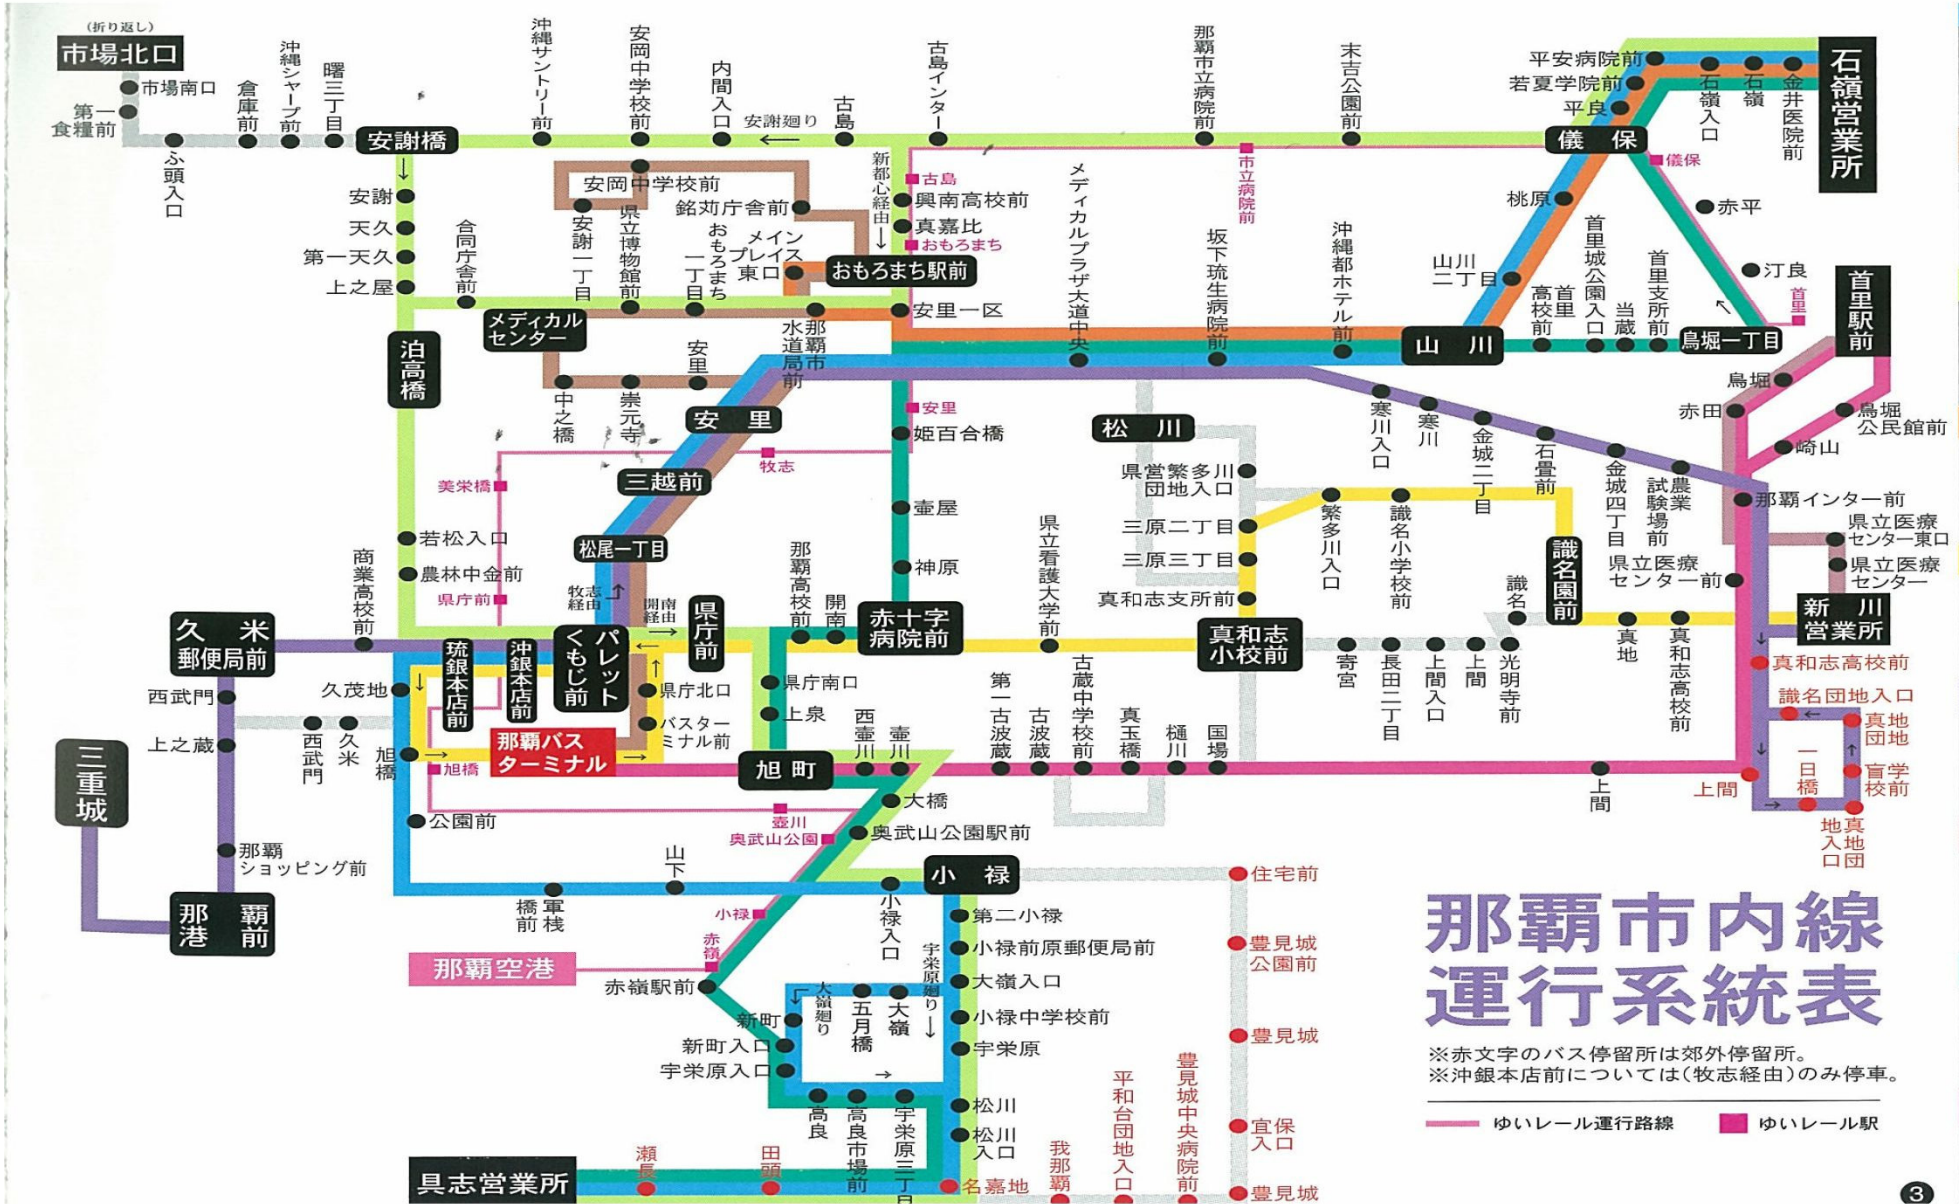 (折り返し)
市場北口
市場南口
第一
食糧前
ふ頭入口
倉庫前
沖縄シャープ前
曙三丁目
安謝橋
沖縄サントリー前
安岡中学校前
内間入口
安謝廻り
←
古島
古島インター
那覇市立病院前
末吉公園前
平安病院前
若夏学院前
平良
儀保
石嶺入口
石嶺
金井医院前
石嶺営業所
↓
安謝
天久
第一天久
上之屋
合同庁舎前
安岡中学校前
安謝一丁目
県立博物館前
銘苅庁舎前
おもろまち
一丁目
メイン
プレイス
東口
新都心経由
↓
古島
興南高校前
真嘉比
おもろまち
おもろまち駅前
安里一区
市立病院前
メディカルプラザ大道中央
坂下琉生病院前
沖縄都ホテル前
儀保
桃原
赤平
山川
二丁目
首里
高校前
首里城公園入口
当蔵
首里支所前
汀良
首里
鳥堀一丁目
首里駅前
泊高橋
メディカル
センター
那覇市
水道局前
山川
中之橋
崇元寺
安里
安里
三越前
松尾一丁目
安里
姫百合橋
牧志
美栄橋
壷屋
神原
松川
県営繁多川
団地入口
三原二丁目
三原三丁目
真和志支所前
寒川入口
寒川
金城二丁目
石畳前
金城四丁目
農業
試験場前
鳥堀
赤田
鳥堀
公民館前
崎山
那覇インター前
県立医療
センター東口
県立医療
センター
県立医療
センター前
新川
営業所
若松入口
農林中金前
県庁前
商業高校前
牧志
経由
↑
開南
経由
→
県庁前
那覇高校前
開南
赤十字
病院前
県立看護大学前
真和志
小校前
繁多川入口
識名小学校前
識名
識名園前
真地
真和志高校前
久米
郵便局前
西武門
上之蔵
西武門
久米
三重城
那覇
ショッピング前
那覇
港前
久茂地
旭橋
琉銀本店前
沖銀本店前
パレット
くもじ前
県庁北口
バスター
ミナル前
那覇バス
ターミナル
旭橋
県庁南口
上泉
旭町
西壷川
壷川
第一古波蔵
古波蔵
古蔵中学校前
真玉橋
樋川
国場
寄宮
長田二丁目
上間入口
上間
光明寺前
上間
上間
真和志高校前
識名団地入口
真地
団地
盲学
校前
一日橋
真地団
地入口
公園前
壷川
奥武山公園
大橋
奥武山公園駅前
軍桟
橋前
山下
小禄
小禄入口
小禄
赤嶺
那覇空港
赤嶺駅前
第二小禄
小禄前原郵便局前
大嶺入口
小禄中学校前
宇栄原
宇栄原廻り
↓
大嶺廻り
五月橋
大嶺
新町
新町入口
宇栄原入口
高良
高良市場前
宇栄原三丁目
→
松川
松川
入口
具志営業所
瀬長
田頭
名嘉地
我那覇
平和台団地入口
豊見城中央病院前
住宅前
豊見城
公園前
豊見城
宜保
入口
豊見城
那覇市内線
運行系統表
※赤文字のバス停留所は郊外停留所。
※沖銀本店前については(牧志経由)のみ停車。
ゆいレール運行路線
ゆいレール駅
3